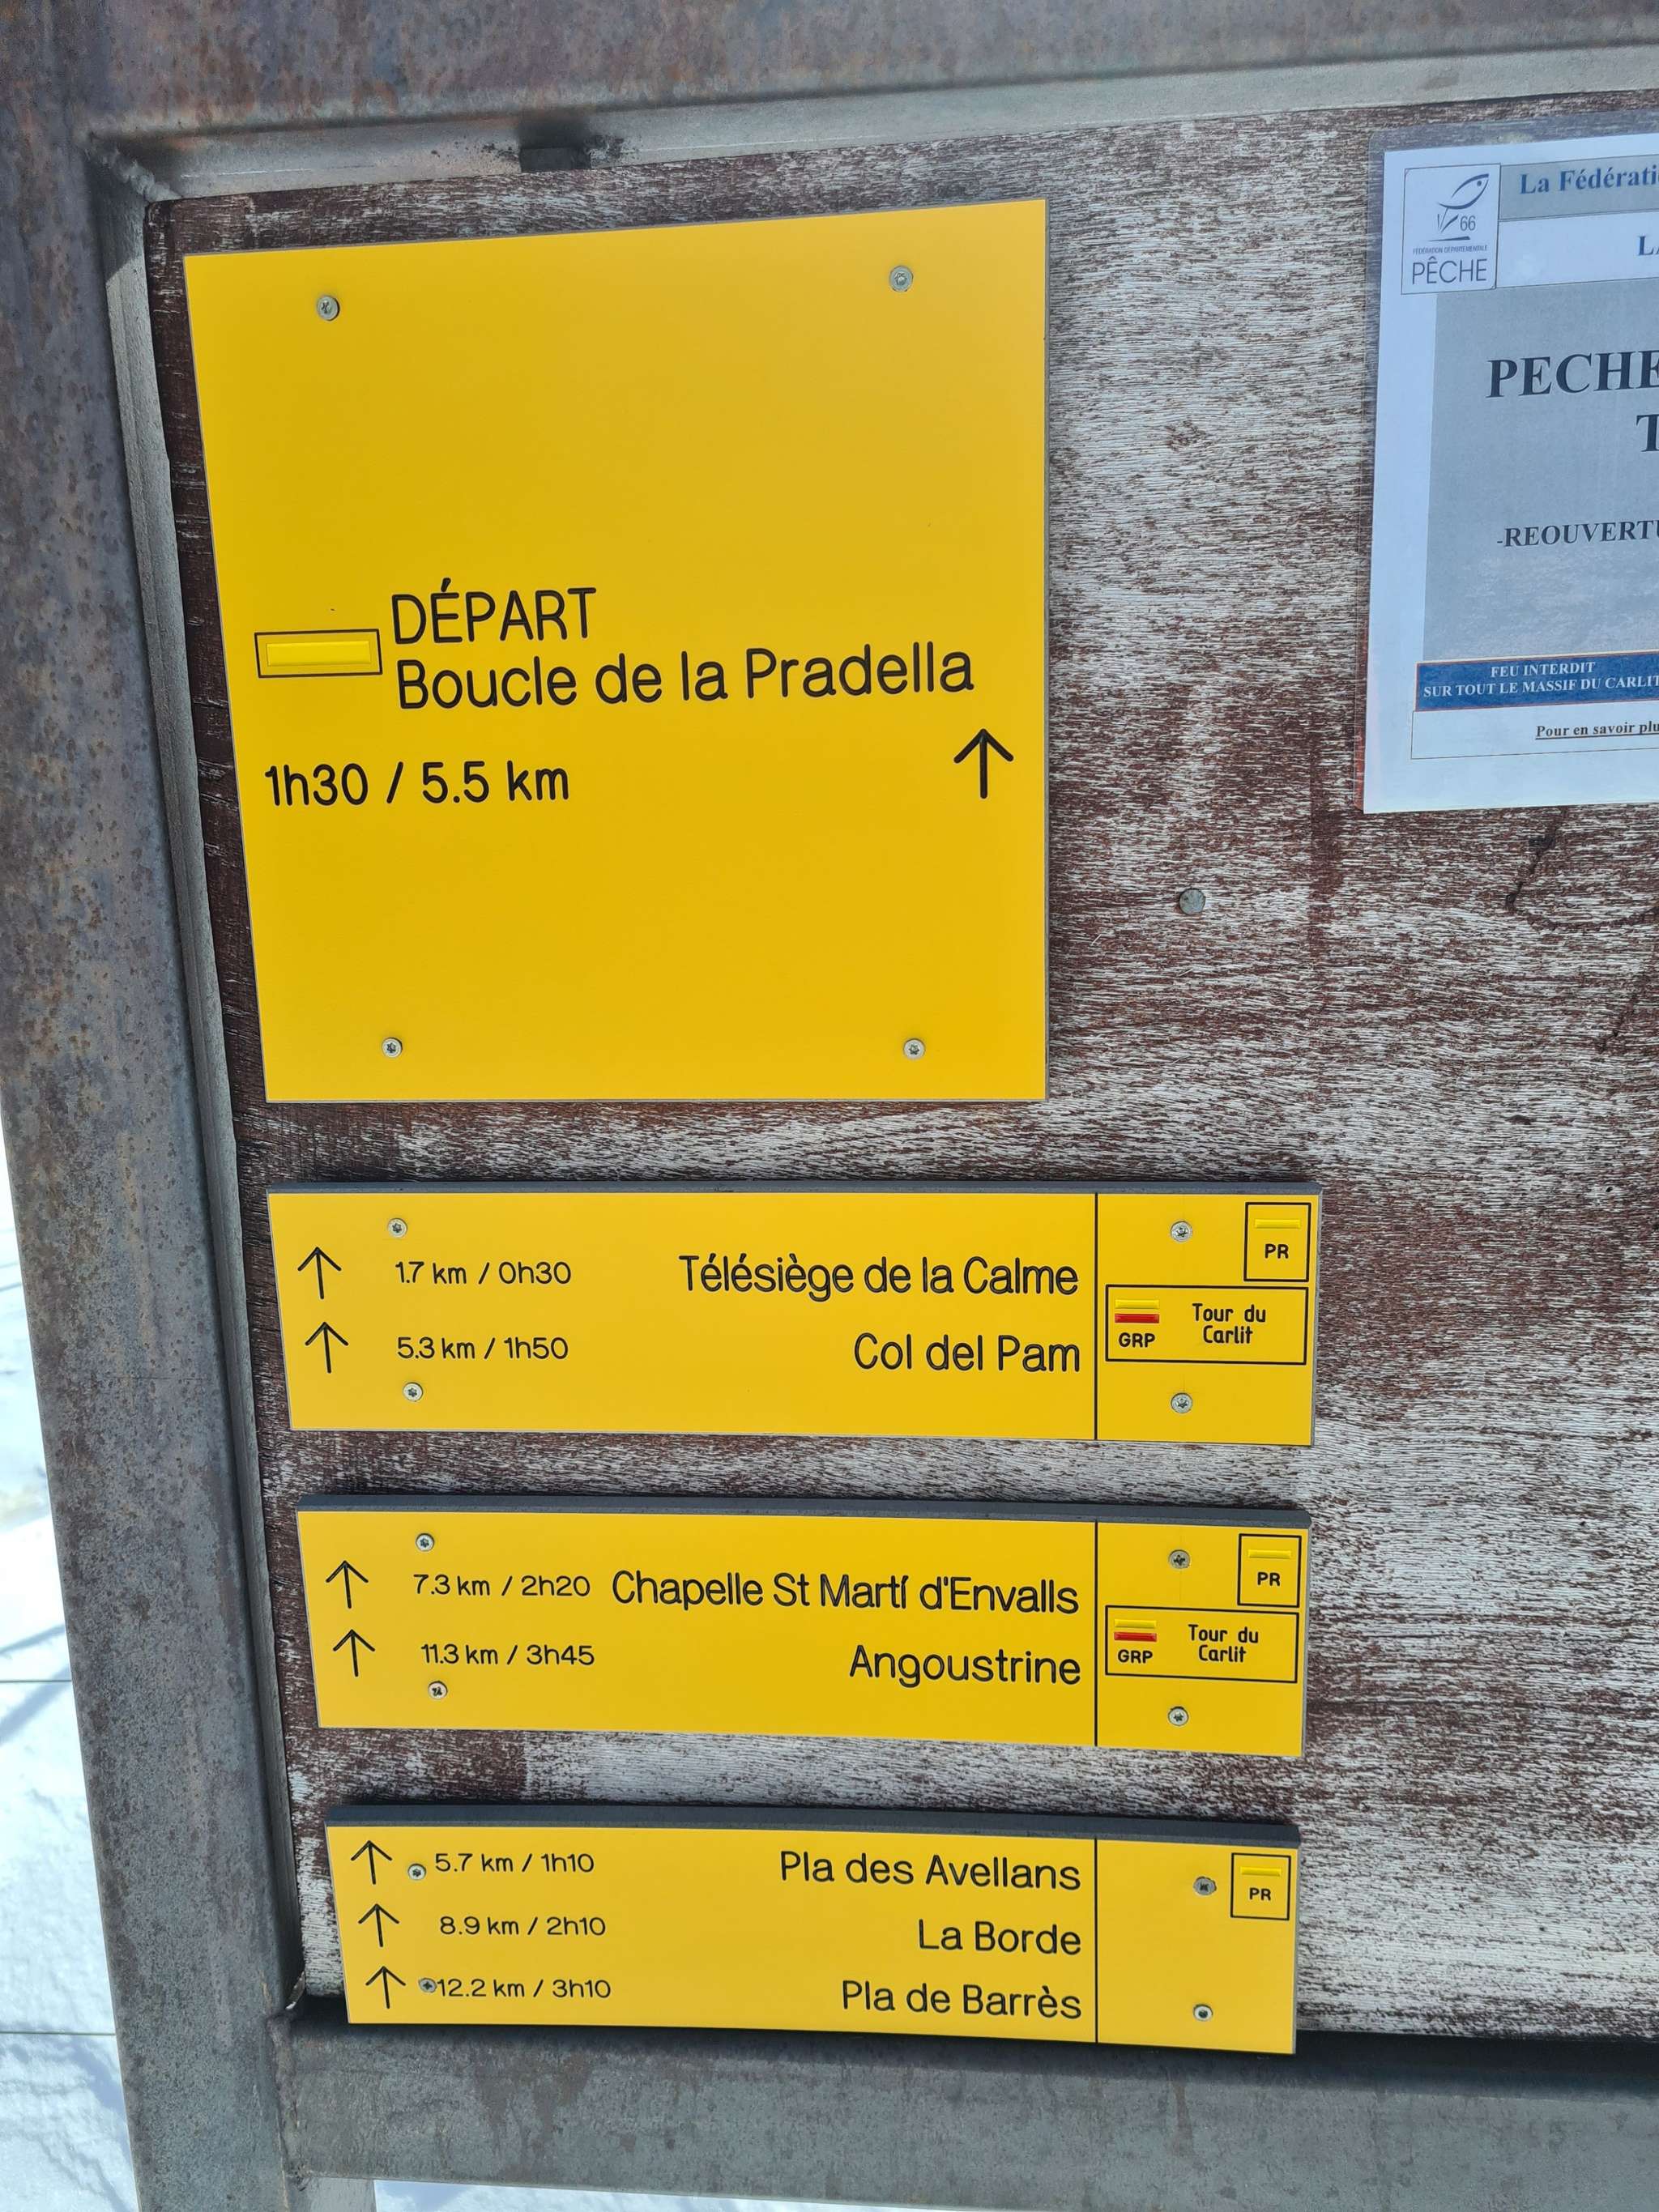 DÉPART
Boucle de la Pradella
1h30 / 5.5 km
1.7 km / 0h30 Télésiège de la Calme
5.3 km / 1h50 Col del Pam
PR
GRP Tour du
Carlit
7.3 km / 2h20 Chapelle St Martí d'Envalls
11.3 km / 3h45 Angoustrine
PR
GRP Tour du
Carlit
5.7 km / 1h10 Pla des Avellans
8.9 km / 2h10 La Borde
12.2 km / 3h10 Pla de Barrès
PR
66
FÉDÉRATION DÉPARTEMENTALE
PÊCHE
La Fédérati
PECHE
-REOUVERTU
FEU INTERDIT
SUR TOUT LE MASSIF DU CARLIT
Pour en savoir plu